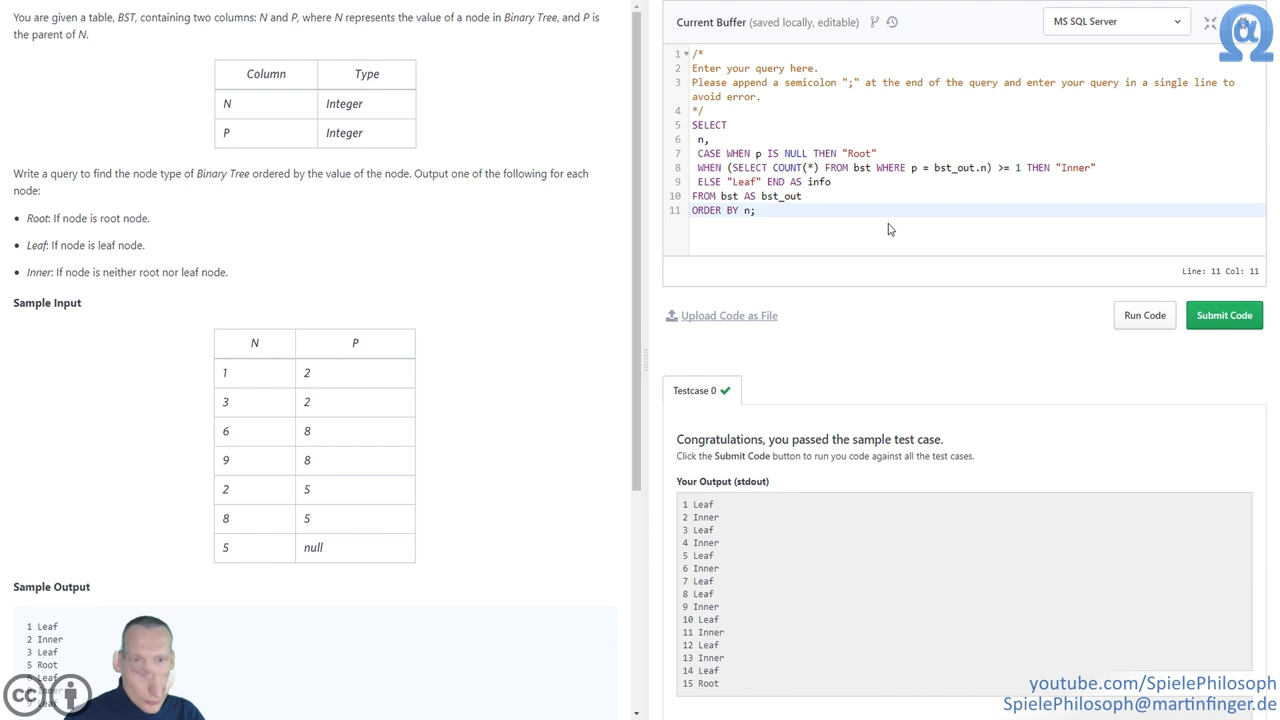 You are given a table, BST, containing two columns: N and P, where N represents the value of a node in Binary Tree, and P is
the parent of N.
Column Type
N Integer
P Integer
Write a query to find the node type of Binary Tree ordered by the value of the node. Output one of the following for each
node:
• Root: If node is root node.
• Leaf: If node is leaf node.
• Inner: If node is neither root nor leaf node.
Sample Input
N P
1 2
3 2
6 8
9 8
2 5
8 5
5 null
Sample Output
1 Leaf
2 Inner
3 Leaf
5 Root
Leaf
cc
Current Buffer (saved locally, editable)
MS SQL Server
1 /*
2 Enter your query here.
3 Please append a semicolon ";" at the end of the query and enter your query in a single line to
avoid error.
4 */
5 SELECT
6 n,
7 CASE WHEN p IS NULL THEN "Root"
8 WHEN (SELECT COUNT(*) FROM bst WHERE p = bst_out.n) >= 1 THEN "Inner"
9 ELSE "Leaf" END AS info
10 FROM bst AS bst_out
11 ORDER BY n;
Line: 11 Col: 11
Upload Code as File
Run Code
Submit Code
Testcase 0
Congratulations, you passed the sample test case.
Click the Submit Code button to run you code against all the test cases.
Your Output (stdout)
1 Leaf
2 Inner
3 Leaf
4 Inner
5 Leaf
6 Inner
7 Leaf
8 Leaf
9 Inner
10 Leaf
11 Inner
12 Leaf
13 Inner
14 Leaf
15 Root
youtube.com/SpielePhilosoph
SpielePhilosoph@martinfinger.de